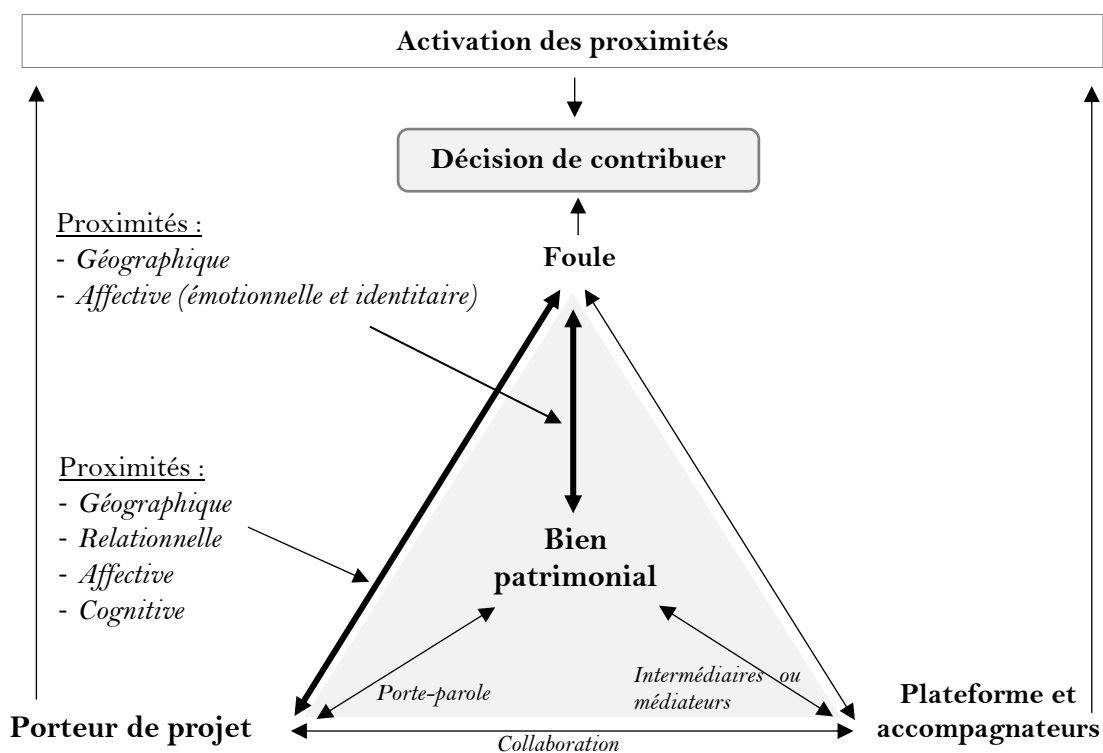 Activation des proximités
Décision de contribuer
Proximités :
- Géographique
- Affective (émotionnelle et identitaire)
Foule
Proximités :
- Géographique
- Relationnelle
- Affective
- Cognitive
Bien
patrimonial
Porte-parole
Intermédiaires ou
médiateurs
Porteur de projet
Plateforme et
accompagnateurs
Collaboration